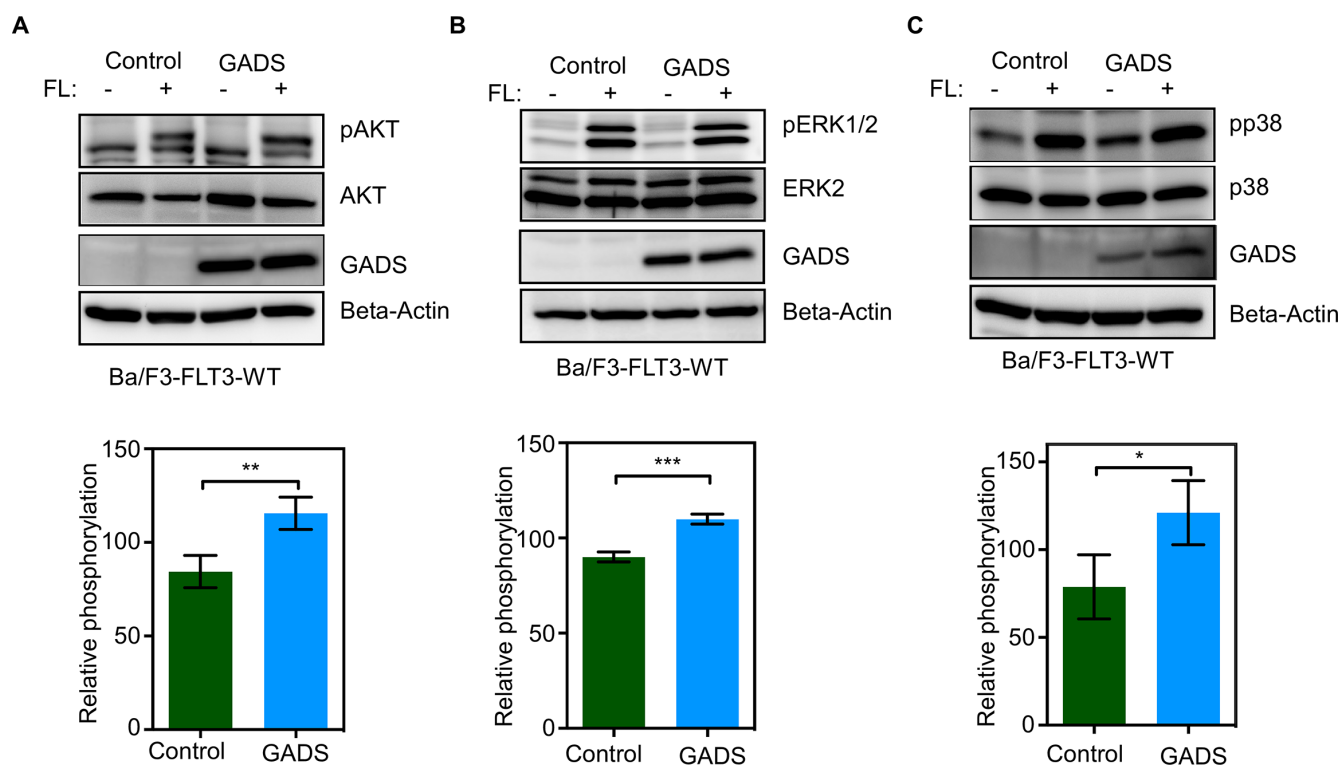 A
Control GADS
FL: - + - +
pAKT
AKT
GADS
Beta-Actin
Ba/F3-FLT3-WT
Relative phosphorylation
150
**
100
50
0
Control GADS
B
Control GADS
FL: - + - +
pERK1/2
ERK2
GADS
Beta-Actin
Ba/F3-FLT3-WT
Relative phosphorylation
150
***
100
50
0
Control GADS
C
Control GADS
FL: - + - +
pp38
p38
GADS
Beta-Actin
Ba/F3-FLT3-WT
Relative phosphorylation
150
*
100
50
0
Control GADS